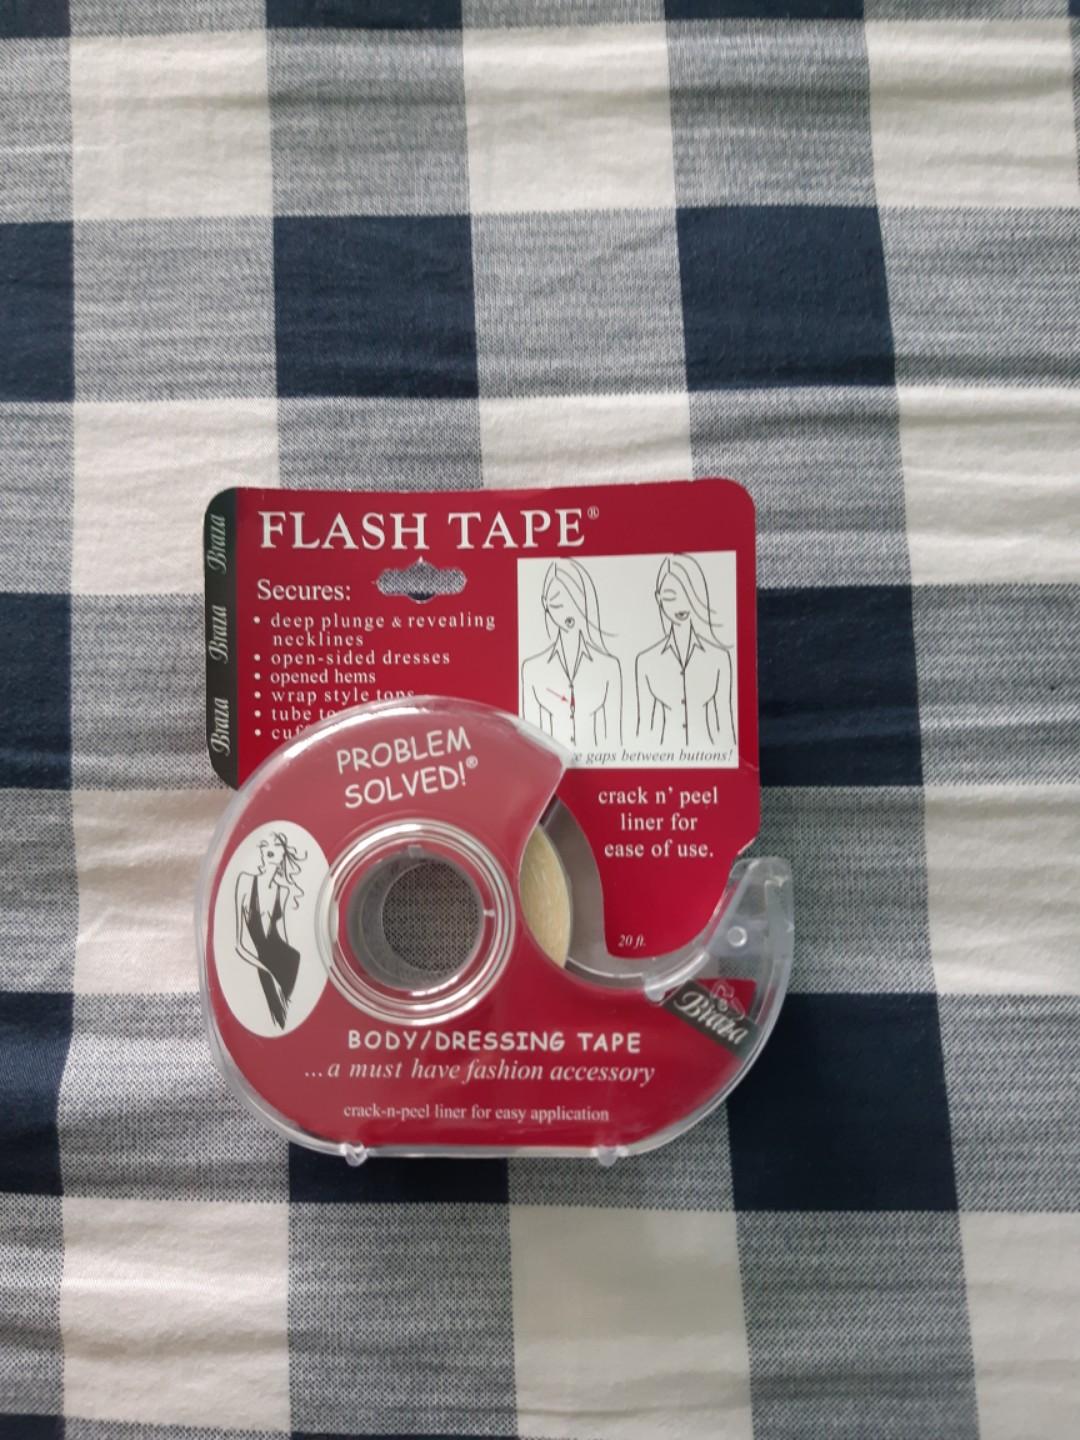 FLASH TAPE®
Braza
Braza
Braza
Secures:
• deep plunge & revealing
necklines
• open-sided dresses
• opened hems
• wrap style tops
• tube
gaps between buttons!
PROBLEM
SOLVED!®
crack n' peel
liner for
ease of use.
20 ft.
Braza
BODY/DRESSING TAPE
...a must have fashion accessory
crack-n-peel liner for easy application